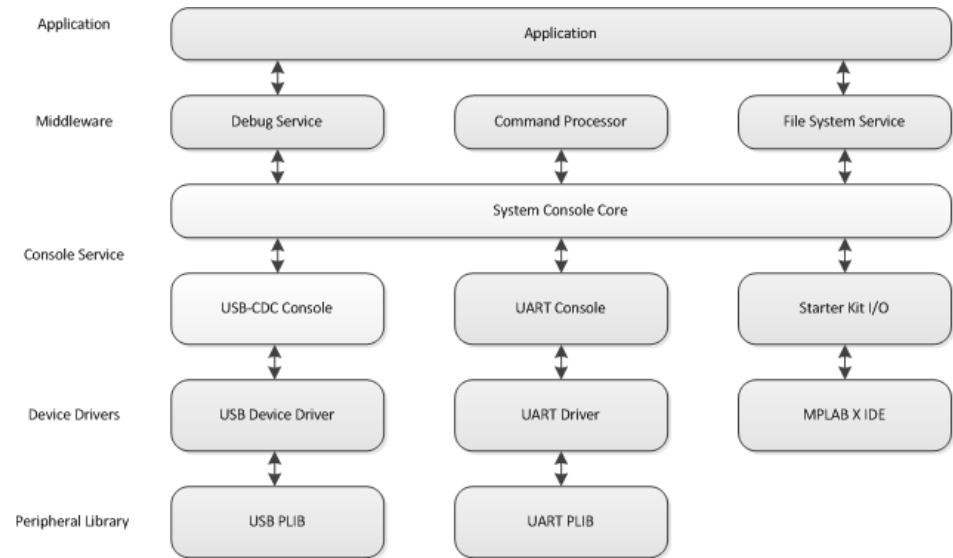 Application
Application
Middleware
Debug Service
Command Processor
File System Service
System Console Core
Console Service
USB-CDC Console
UART Console
Starter Kit I/O
Device Drivers
USB Device Driver
UART Driver
MPLAB X IDE
Peripheral Library
USB PLIB
UART PLIB